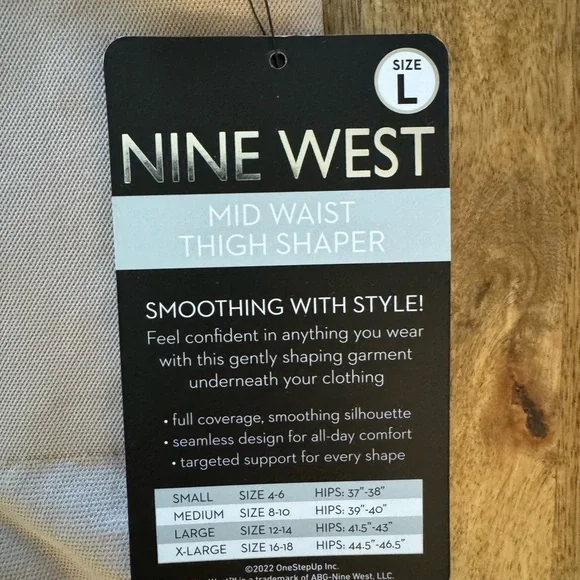 SIZE
L
NINE WEST
MID WAIST
THIGH SHAPER
SMOOTHING WITH STYLE!
Feel confident in anything you wear
with this gently shaping garment
underneath your clothing
• full coverage, smoothing silhouette
• seamless design for all-day comfort
• targeted support for every shape
SMALL SIZE 4-6 HIPS: 37"-38"
MEDIUM SIZE 8-10 HIPS: 39"-40"
LARGE SIZE 12-14 HIPS: 41.5"-43"
X-LARGE SIZE 16-18 HIPS: 44.5"-46.5"
©2022 OneStepUp Inc.
West™ is a trademark of ABG-Nine West, LLC.